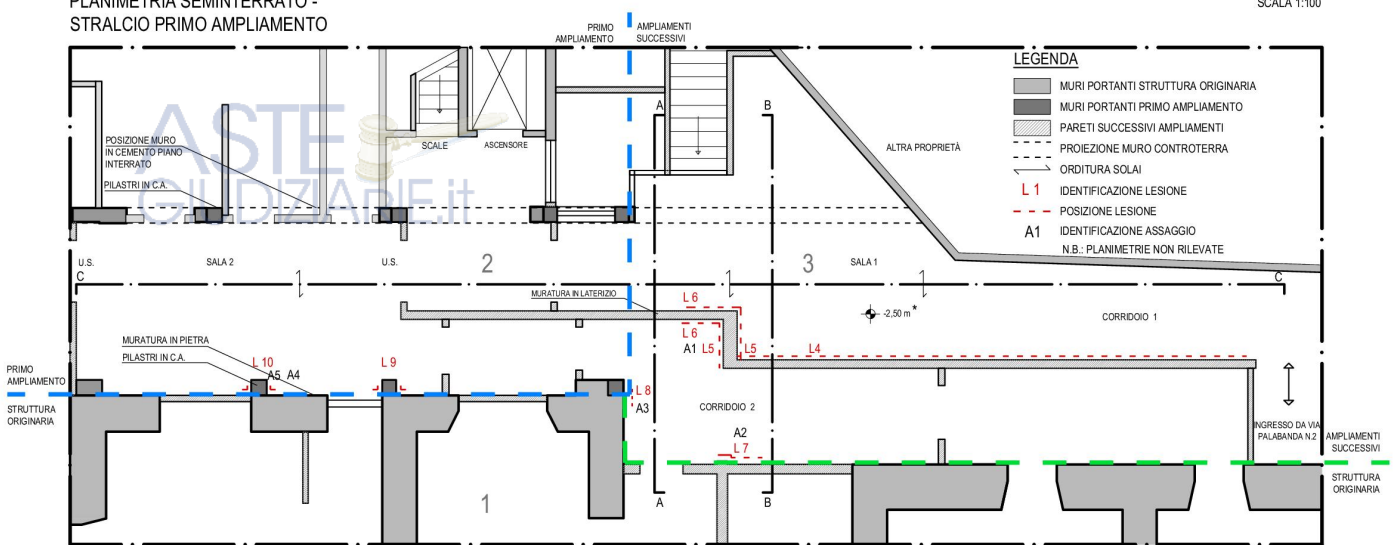 PLANIMETRIA SEMINTERRATO -
STRALCIO PRIMO AMPLIAMENTO
SCALA 1:100
PRIMO
AMPLIAMENTO
AMPLIAMENTI
SUCCESSIVI
LEGENDA
MURI PORTANTI STRUTTURA ORIGINARIA
MURI PORTANTI PRIMO AMPLIAMENTO
PARETI SUCCESSIVI AMPLIAMENTI
PROIEZIONE MURO CONTROTERRA
ORDITURA SOLAI
L 1 IDENTIFICAZIONE LESIONE
POSIZIONE LESIONE
A1 IDENTIFICAZIONE ASSAGGIO
N.B.: PLANIMETRIE NON RILEVATE
A
B
ASTE
GIUDIZIARIE.it
POSIZIONE MURO
IN CEMENTO PIANO
INTERRATO
PILASTRI IN C.A.
SCALE
ASCENSORE
ALTRA PROPRIETÀ
U.S.
SALA 2
U.S.
2
3
SALA 1
C
C
MURATURA IN LATERIZIO
L 6
-2,50 m*
CORRIDOIO 1
L 6
A1
L5
L5
L4
MURATURA IN PIETRA
PILASTRI IN C.A.
L 10
A5
A4
L 9
PRIMO
AMPLIAMENTO
STRUTTURA
ORIGINARIA
L 8
A3
CORRIDOIO 2
A2
L 7
INGRESSO DA VIA
PALABANDA N.2
AMPLIAMENTI
SUCCESSIVI
STRUTTURA
ORIGINARIA
1
A
B